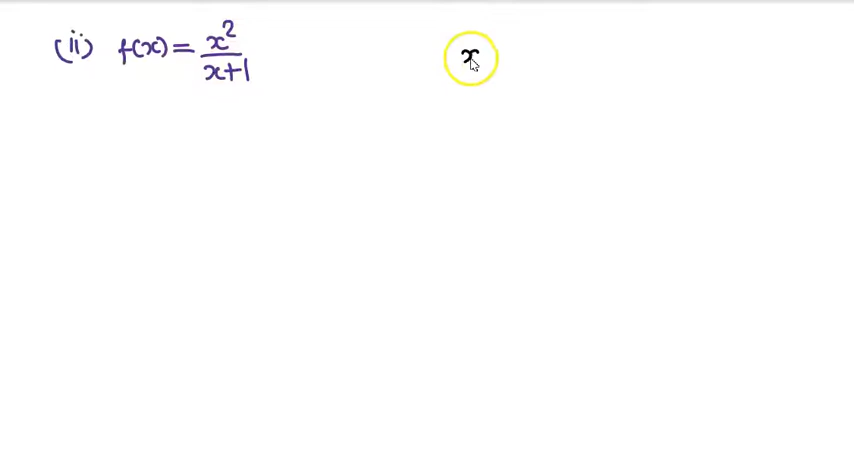 (ii) f(x) = x²/(x+1)
x